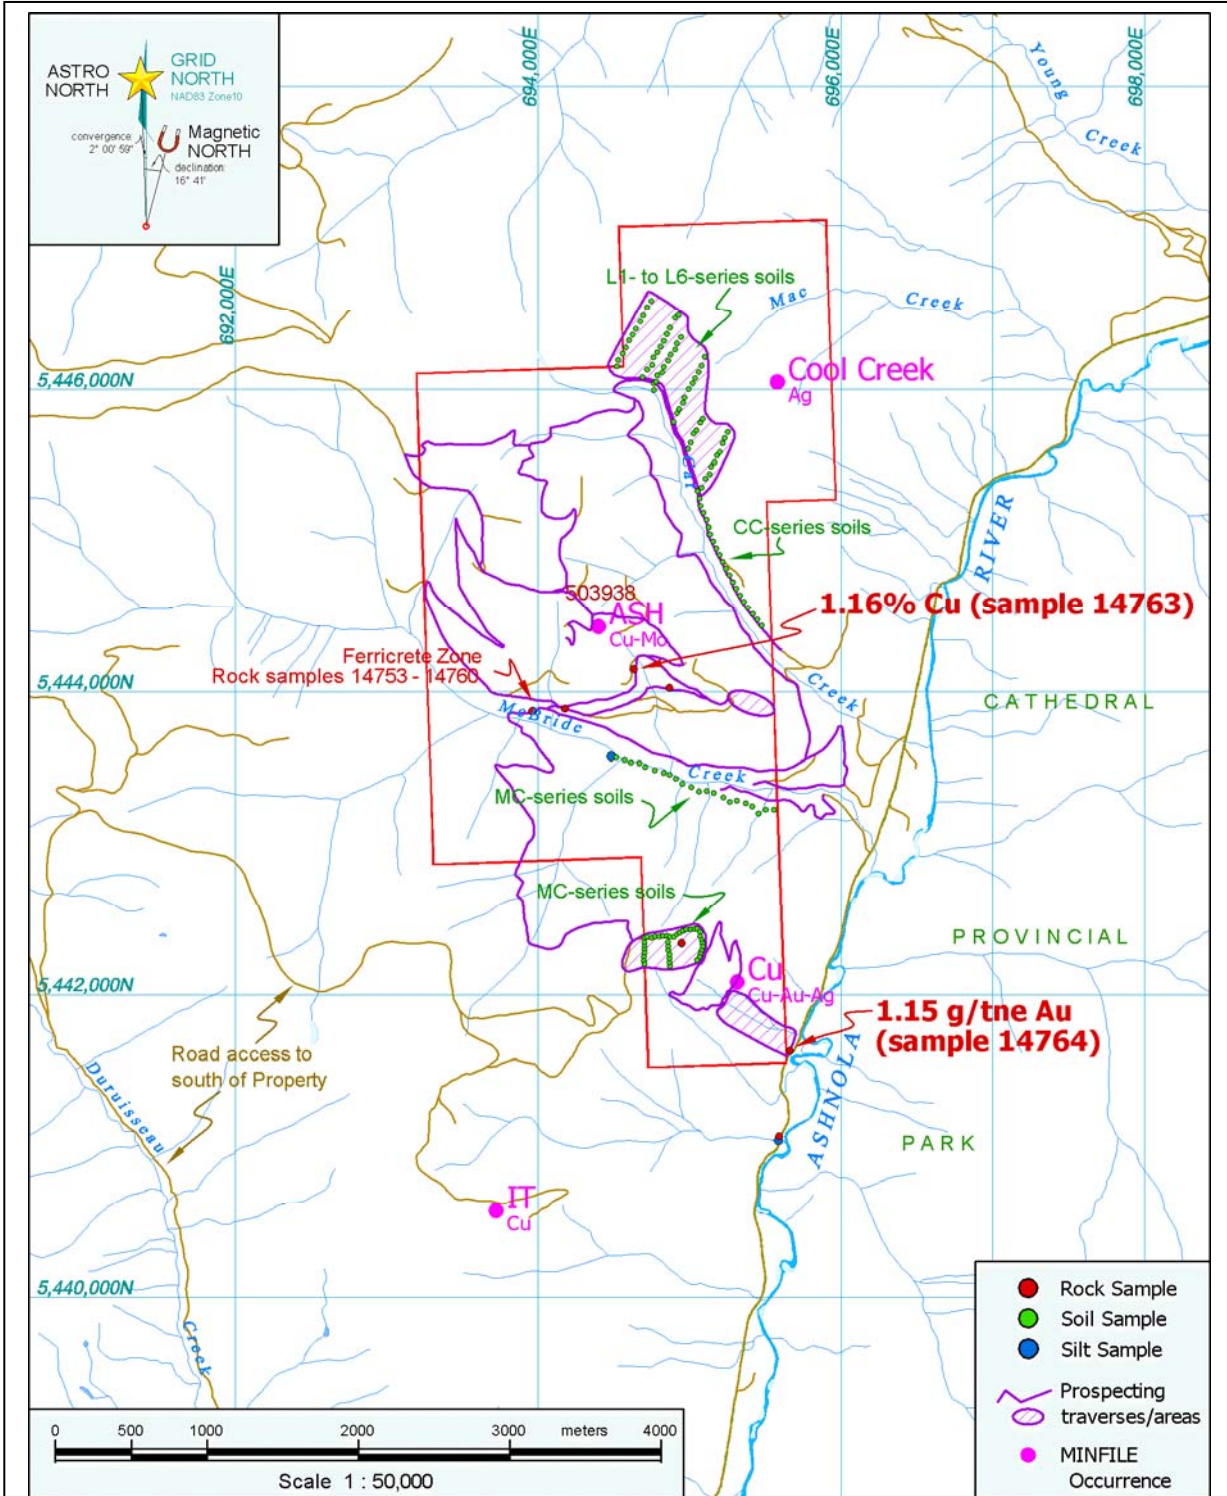 ASTRO
NORTH
GRID
NORTH
NAD83 Zone10
convergence:
2° 00' 59"
Magnetic
NORTH
declination:
16° 41'
694,000E
696,000E
698,000E
692,000E
Young
Creek
L1- to L6-series soils
Mac
Creek
Cool Creek
Ag
5,446,000N
CC-series soils
RIVER
503938
ASH
Cu-Mo
1.16% Cu (sample 14763)
Ferricrete Zone
Rock samples 14753 - 14760
5,444,000N
Creek
CATHEDRAL
McBride
Creek
MC-series soils
MC-series soils
PROVINCIAL
Cu
Cu-Au-Ag
5,442,000N
1.15 g/tne Au
(sample 14764)
Road access to
south of Property
Duruisseau
ASHNOLA
PARK
IT
Cu
5,440,000N
Creek
Rock Sample
Soil Sample
Silt Sample
Prospecting
traverses/areas
MINFILE
Occurrence
0 500 1000 2000 3000 meters 4000
Scale 1 : 50,000